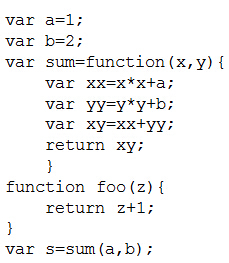 var a=1;
var b=2;
var sum=function(x,y){
    var xx=x*x+a;
    var yy=y*y+b;
    var xy=xx+yy;
    return xy;
    }
function foo(z){
    return z+1;
}
var s=sum(a,b);